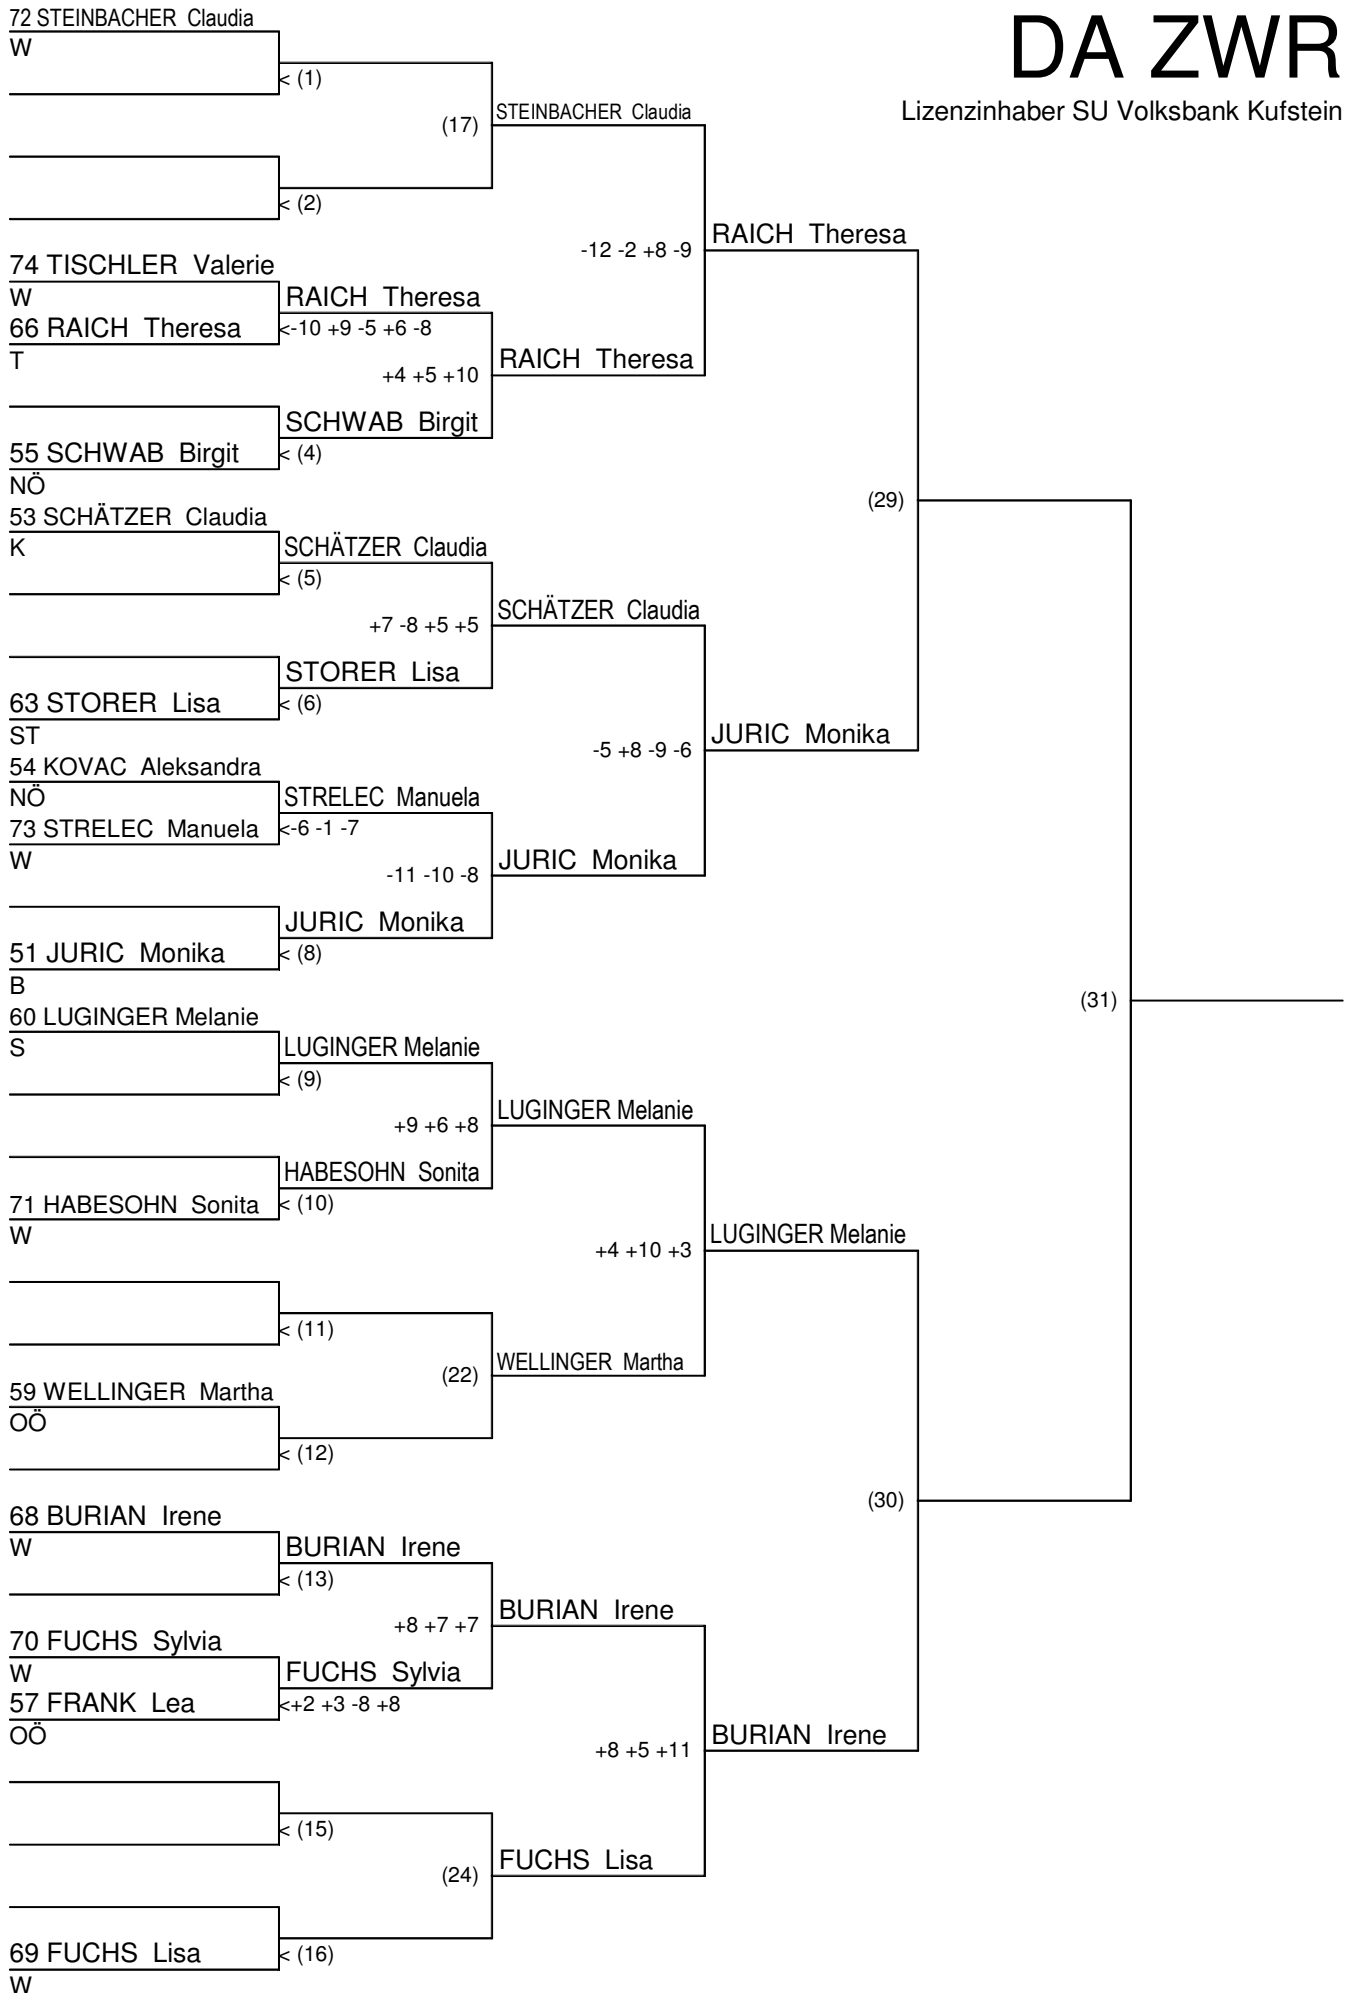 72 STEINBACHER Claudia
DA ZWR
W
< (1)
Lizenzinhaber SU Volksbank Kufstein
STEINBACHER Claudia
(17)
< (2)
RAICH Theresa
-12 -2 +8 -9
74 TISCHLER Valerie
W
RAICH Theresa
66 RAICH Theresa
<-10 +9 -5 +6 -8
T
RAICH Theresa
+4 +5 +10
SCHWAB Birgit
55 SCHWAB Birgit
< (4)
NÖ
(29)
53 SCHÄTZER Claudia
K
SCHÄTZER Claudia
< (5)
SCHÄTZER Claudia
+7 -8 +5 +5
STORER Lisa
63 STORER Lisa
< (6)
ST
JURIC Monika
-5 +8 -9 -6
54 KOVAC Aleksandra
NÖ
STRELEC Manuela
73 STRELEC Manuela
<-6 -1 -7
W
JURIC Monika
-11 -10 -8
JURIC Monika
51 JURIC Monika
< (8)
B
(31)
60 LUGINGER Melanie
S
LUGINGER Melanie
< (9)
LUGINGER Melanie
+9 +6 +8
HABESOHN Sonita
71 HABESOHN Sonita
< (10)
W
LUGINGER Melanie
+4 +10 +3
< (11)
WELLINGER Martha
(22)
59 WELLINGER Martha
OÖ
< (12)
(30)
68 BURIAN Irene
W
BURIAN Irene
< (13)
BURIAN Irene
+8 +7 +7
70 FUCHS Sylvia
W
FUCHS Sylvia
57 FRANK Lea
<+2 +3 -8 +8
OÖ
BURIAN Irene
+8 +5 +11
< (15)
FUCHS Lisa
(24)
69 FUCHS Lisa
< (16)
W